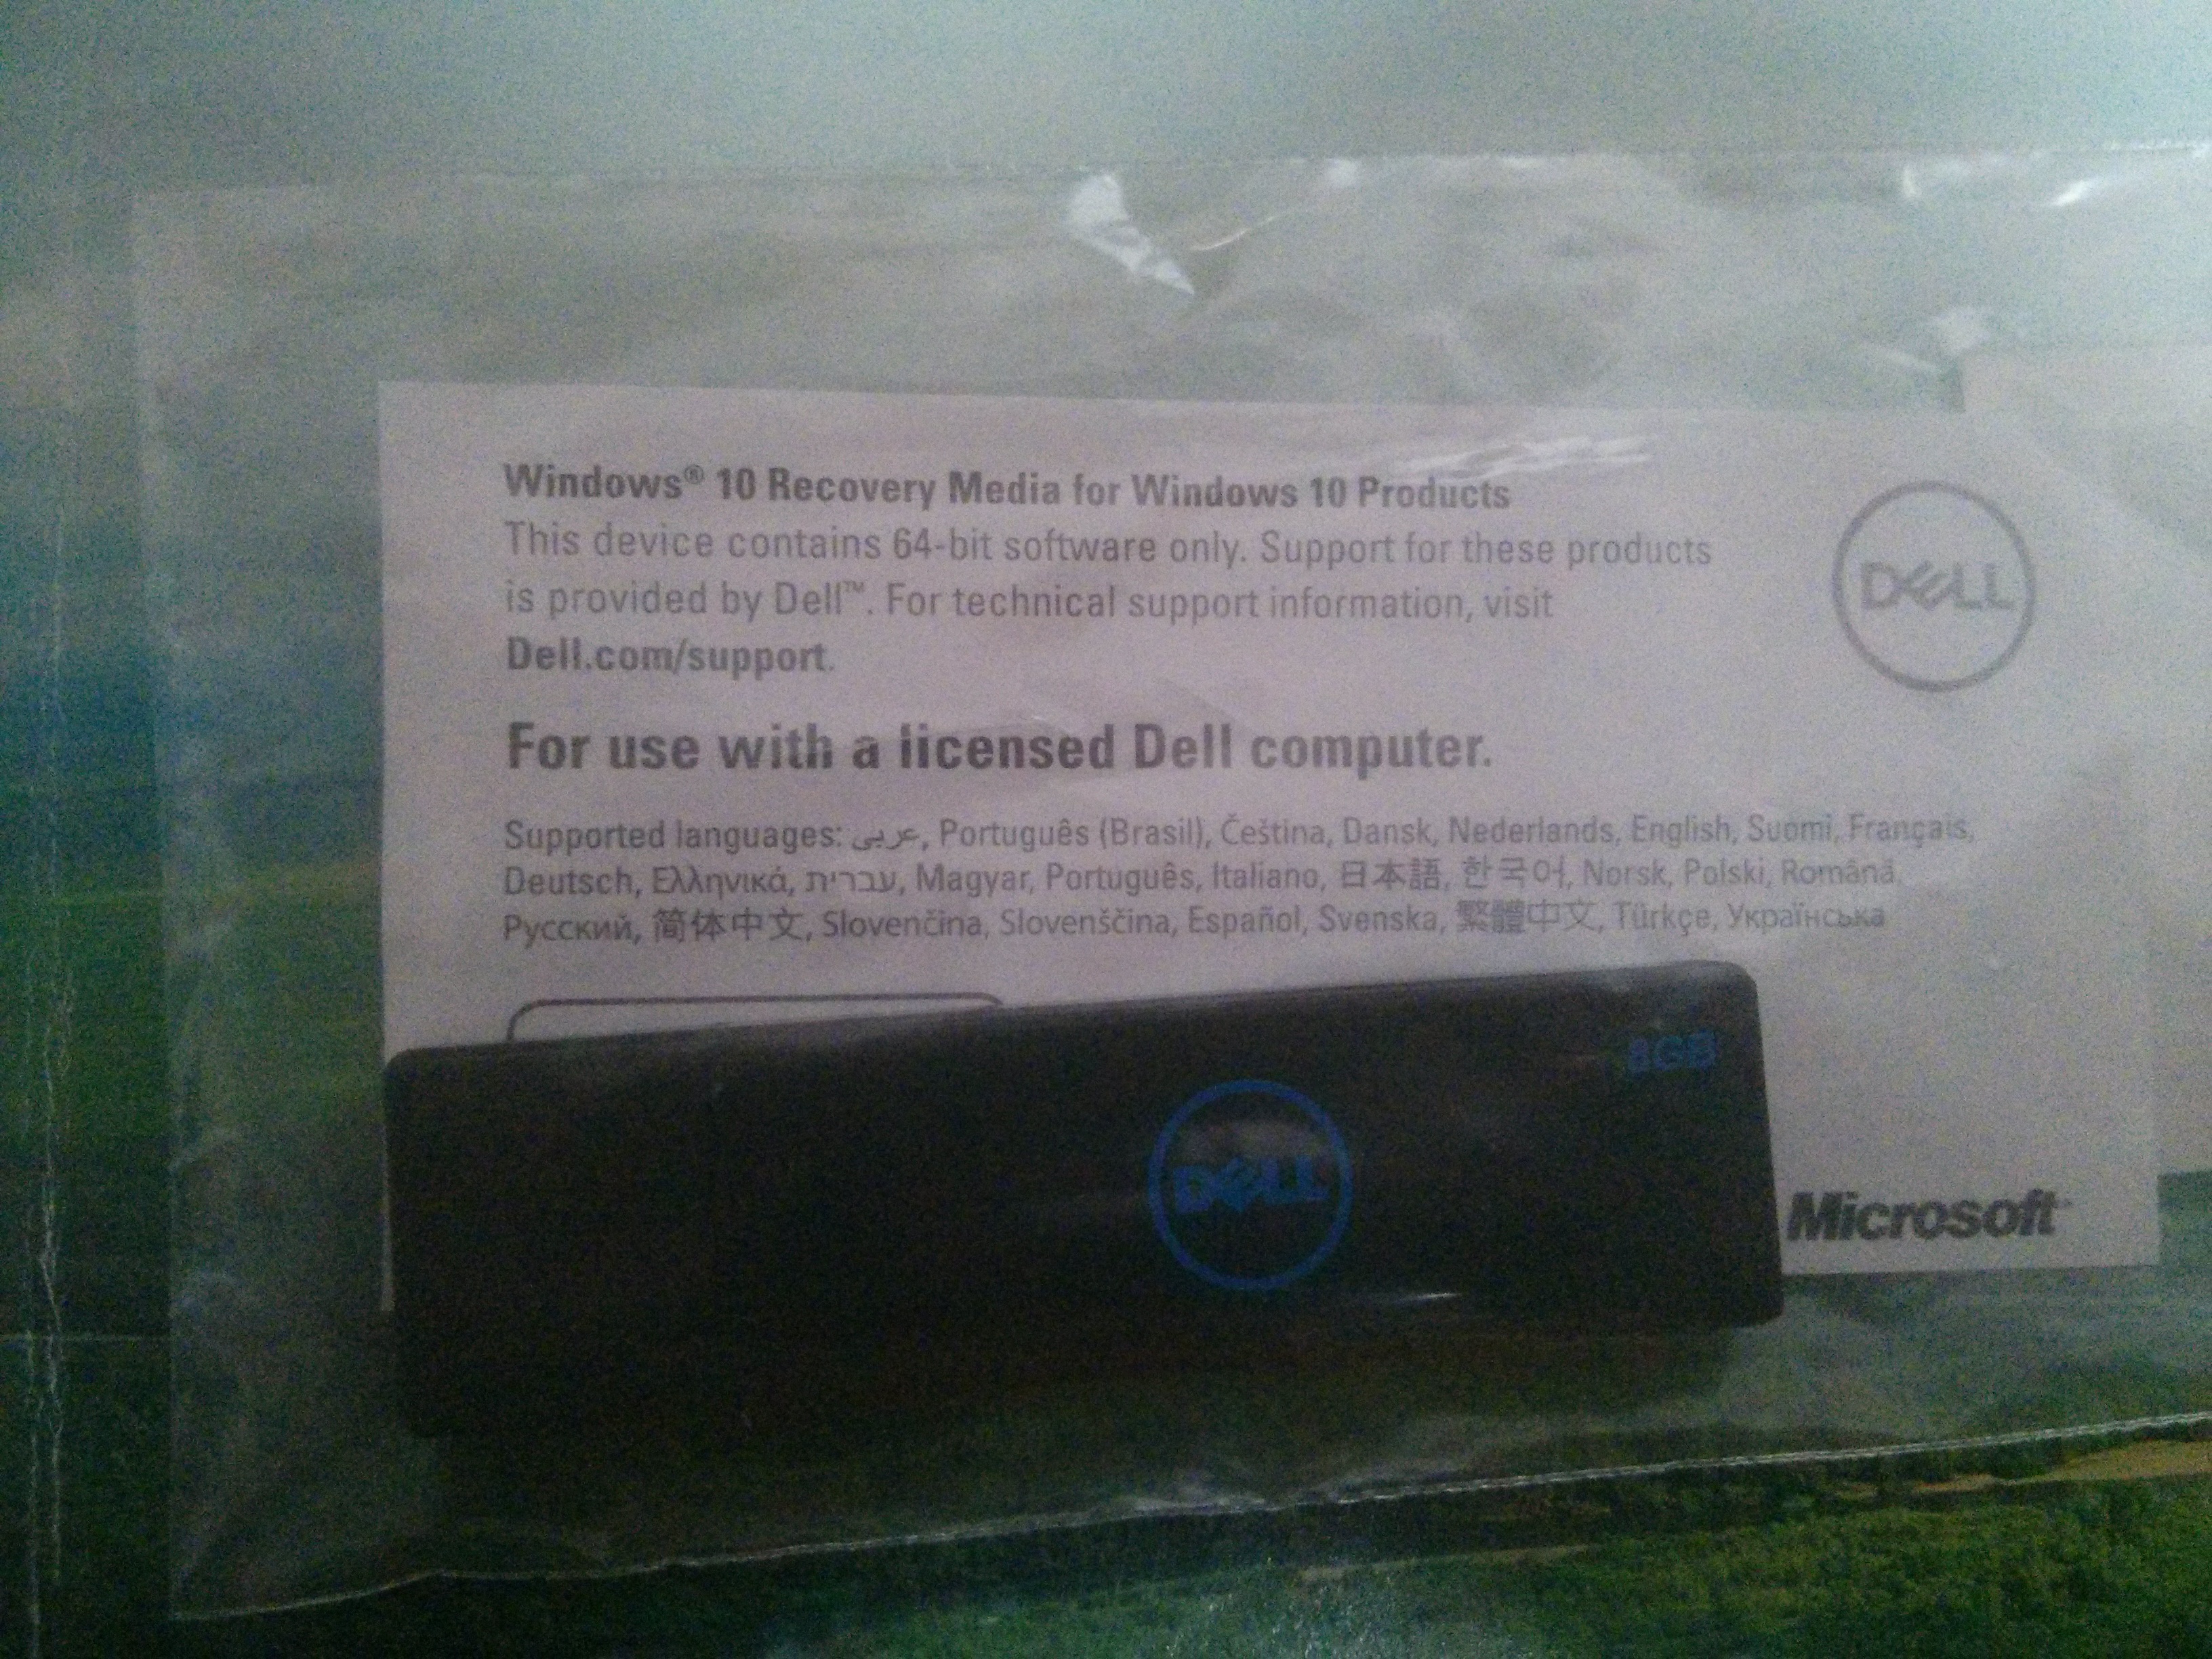 Windows® 10 Recovery Media for Windows 10 Products
This device contains 64-bit software only. Support for these products
is provided by Dell™. For technical support information, visit
Dell.com/support.
DELL
For use with a licensed Dell computer.
Supported languages: عربي, Português (Brasil), Čeština, Dansk, Nederlands, English, Suomi, Français,
Deutsch, Ελληνικά, עברית, Magyar, Português, Italiano, 日本語, 한국어, Norsk, Polski, Română,
Русский, 简体中文, Slovenčina, Slovenščina, Español, Svenska, 繁體中文, Türkçe, Українська
8GB
DELL
Microsoft